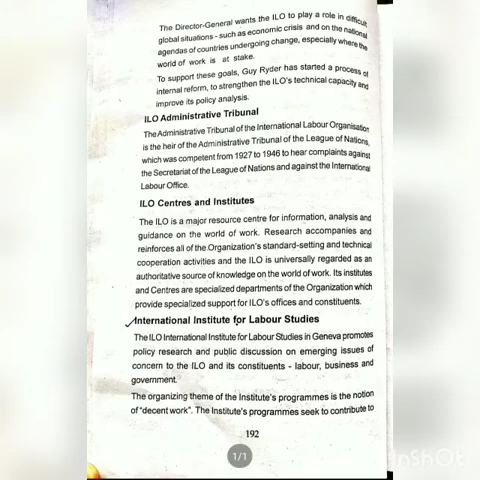 The Director-General wants the ILO to play a role in difficult
global situations - such as economic crisis and on the national
agendas of countries undergoing change, especially where the
world of work is at stake.
To support these goals, Guy Ryder has started a process of
internal reform, to strengthen the ILO's technical capacity and
improve its policy analysis.
ILO Administrative Tribunal
The Administrative Tribunal of the International Labour Organisation
is the heir of the Administrative Tribunal of the League of Nations,
which was competent from 1927 to 1946 to hear complaints against
the Secretariat of the League of Nations and against the International
Labour Office.
ILO Centres and Institutes
The ILO is a major resource centre for information, analysis and
guidance on the world of work. Research accompanies and
reinforces all of the Organization's standard-setting and technical
cooperation activities and the ILO is universally regarded as an
authoritative source of knowledge on the world of work. Its institutes
and Centres are specialized departments of the Organization which
provide specialized support for ILO's offices and constituents.
International Institute for Labour Studies
The ILO International Institute for Labour Studies in Geneva promotes
policy research and public discussion on emerging issues of
concern to the ILO and its constituents - labour, business and
government.
The organizing theme of the Institute's programmes is the notion
of "decent work". The Institute's programmes seek to contribute to
192
1/1
InShOt